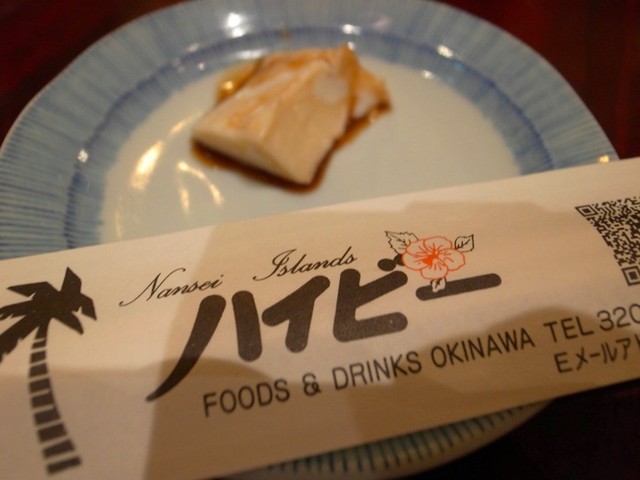 Nansei Islands
ハイビー
FOODS & DRINKS OKINAWA TEL 320
Eメールア